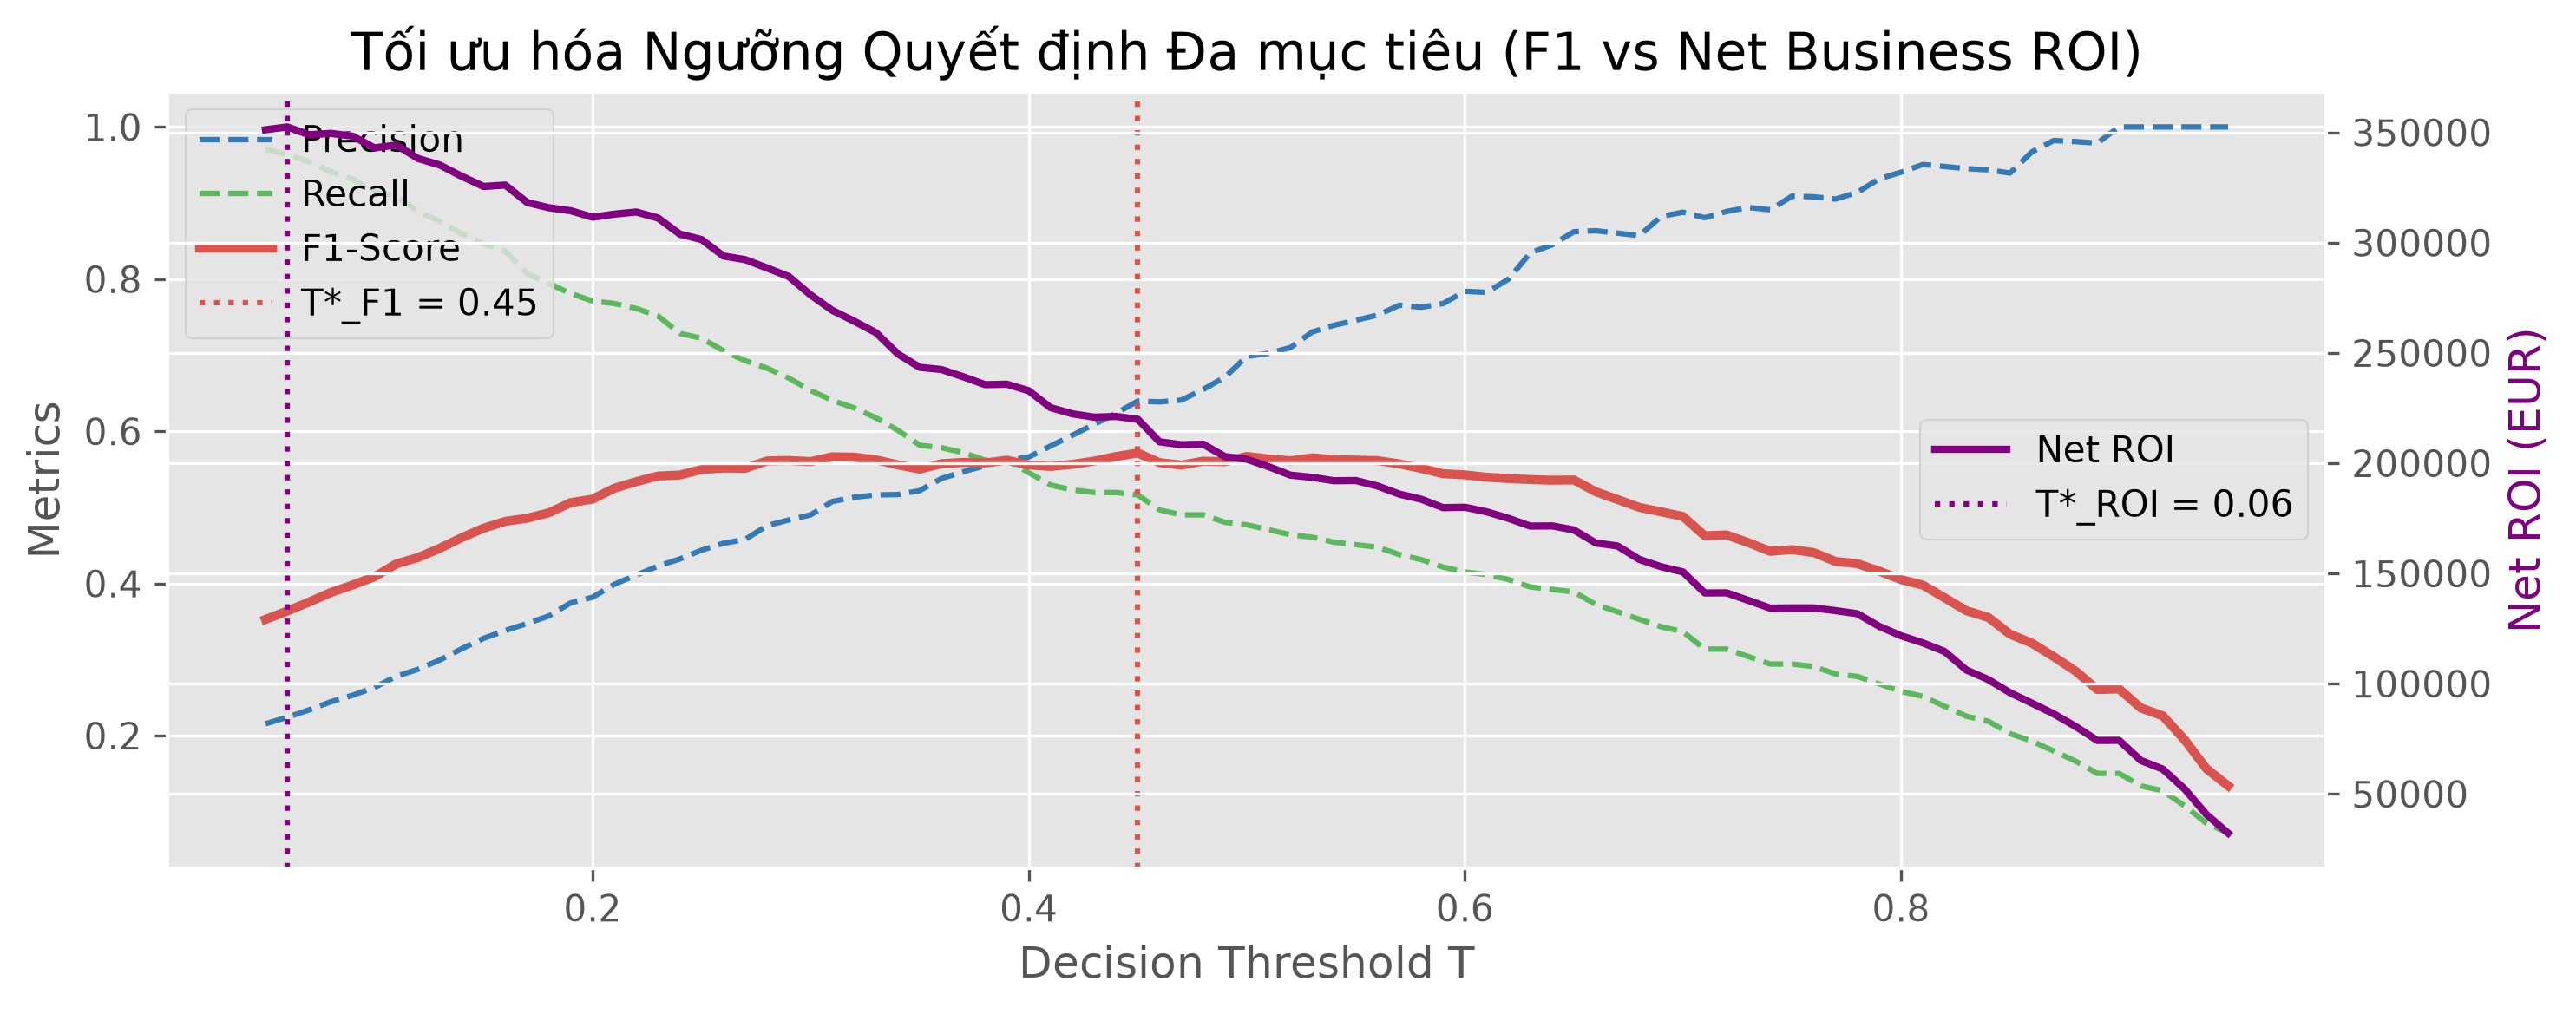 Tối ưu hóa Ngưỡng Quyết định Đa mục tiêu (F1 vs Net Business ROI)
Metrics
1.0
0.8
0.6
0.4
0.2
Precision
Recall
F1-Score
T*_F1 = 0.45
Net ROI
T*_ROI = 0.06
350000
300000
250000
200000
150000
100000
50000
Net ROI (EUR)
0.2
0.4
0.6
0.8
Decision Threshold T